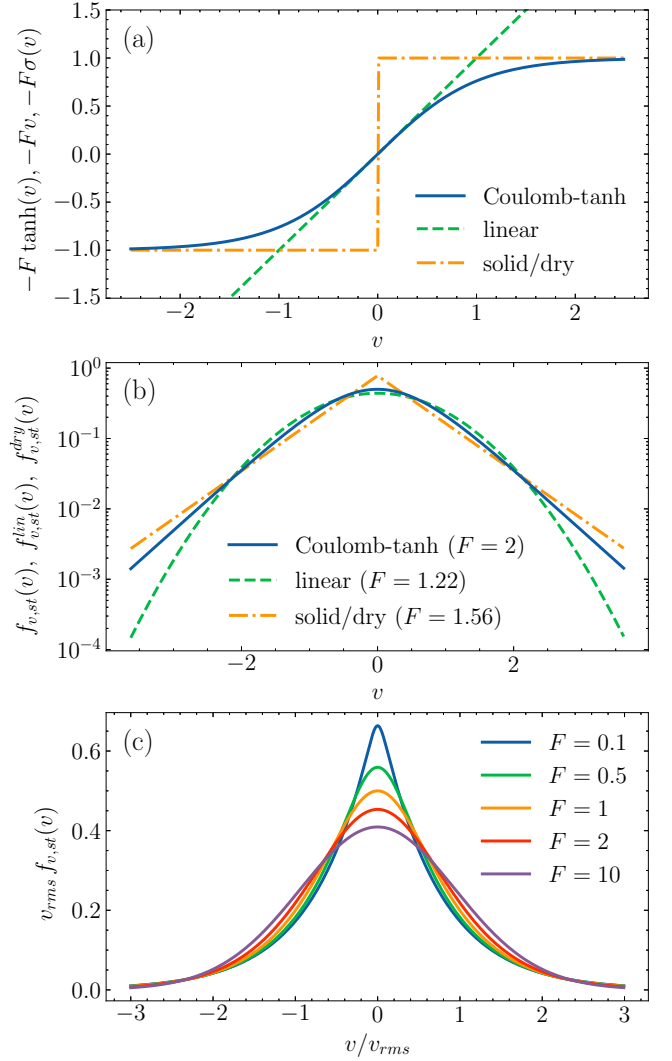 (a)
−F tanh(v), −Fv, −Fσ(v)
1.5
1.0
0.5
0.0
−0.5
−1.0
−1.5
Coulomb-tanh
linear
solid/dry
−2 −1 0 1 2
v
(b)
f_{v,st}(v), f^{lin}_{v,st}(v), f^{dry}_{v,st}(v)
10^0
10^{−1}
10^{−2}
10^{−3}
10^{−4}
Coulomb-tanh (F = 2)
linear (F = 1.22)
solid/dry (F = 1.56)
−2 0 2
v
(c)
v_{rms} f_{v,st}(v)
0.6
0.4
0.2
0.0
F = 0.1
F = 0.5
F = 1
F = 2
F = 10
−3 −2 −1 0 1 2 3
v/v_{rms}